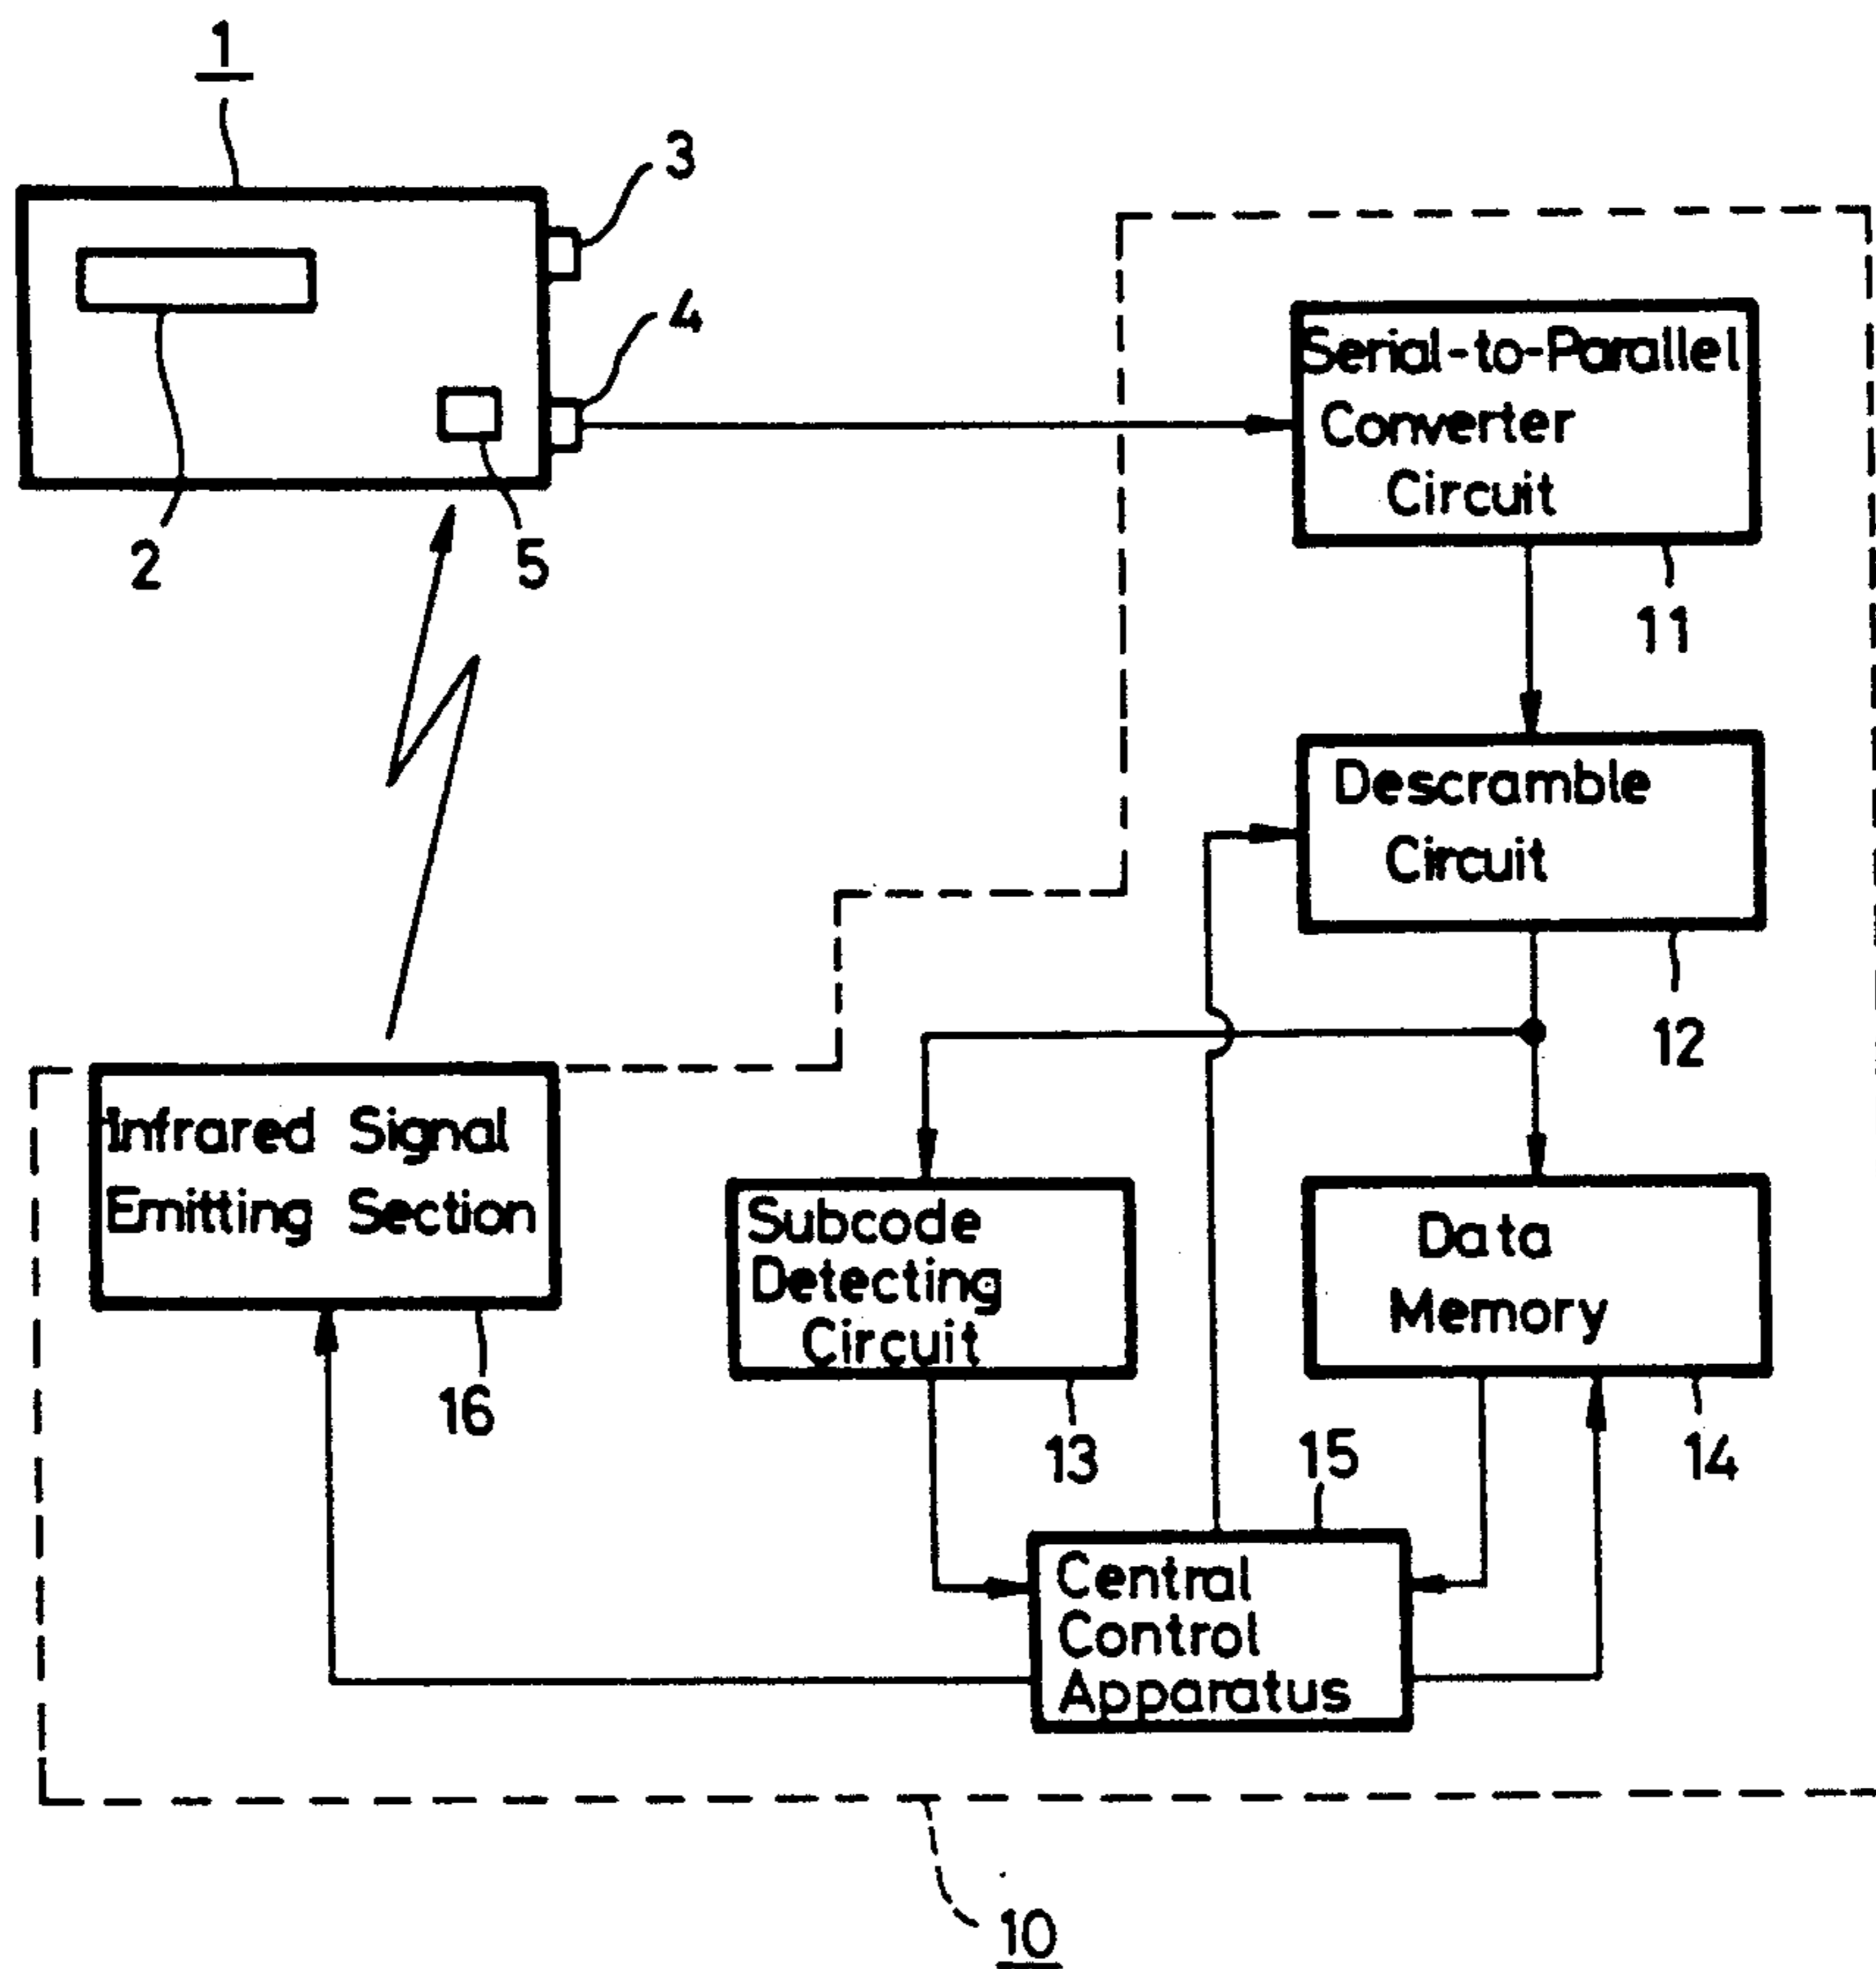 1
3
4
2
5
Serial-to-Parallel
Converter
Circuit
11
Descramble
Circuit
12
Infrared Signal
Emitting Section
16
Subcode
Detecting
Circuit
13
Data
Memory
14
15
Central
Control
Apparatus
10